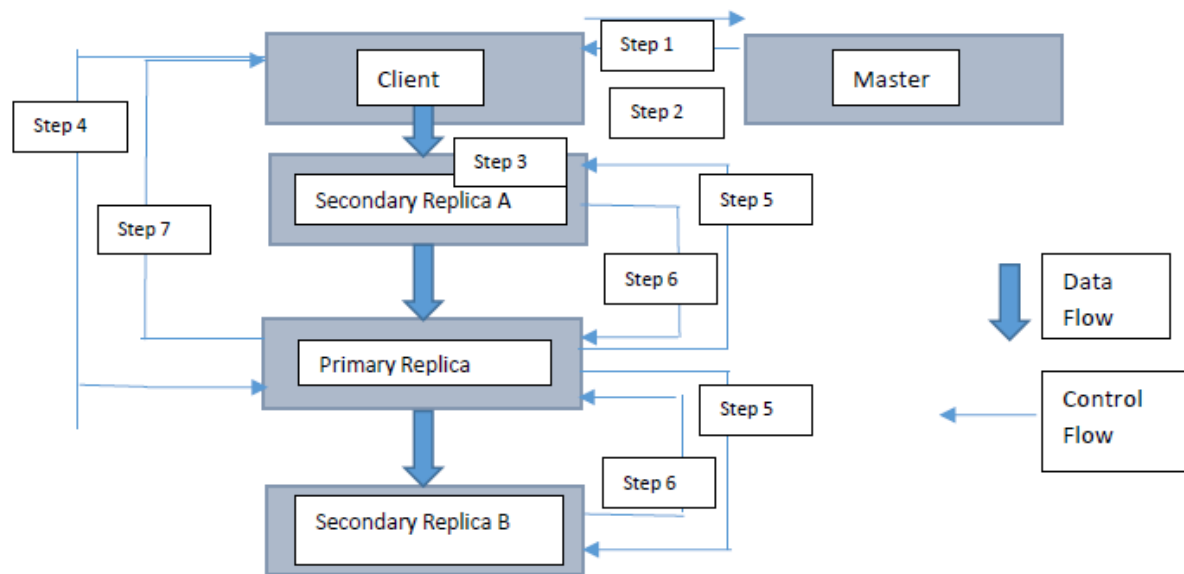 Step 1
Client
Master
Step 2
Step 4
Step 3
Secondary Replica A
Step 5
Step 7
Step 6
Data
Flow
Primary Replica
Step 5
Control
Flow
Step 6
Secondary Replica B